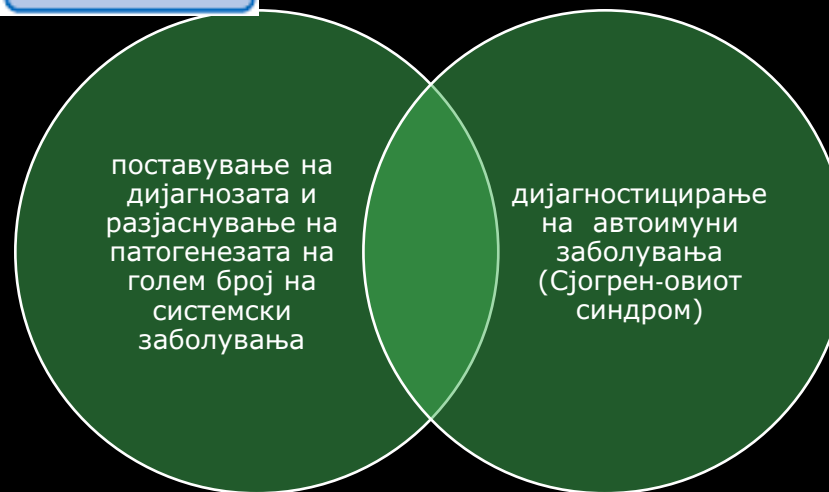 поставување на
дијагнозата и
разјаснување на
патогенезата на
голем број на
системски
заболувања
дијагностицирање
на автоимуни
заболувања
(Сјогрен-овиот
синдром)